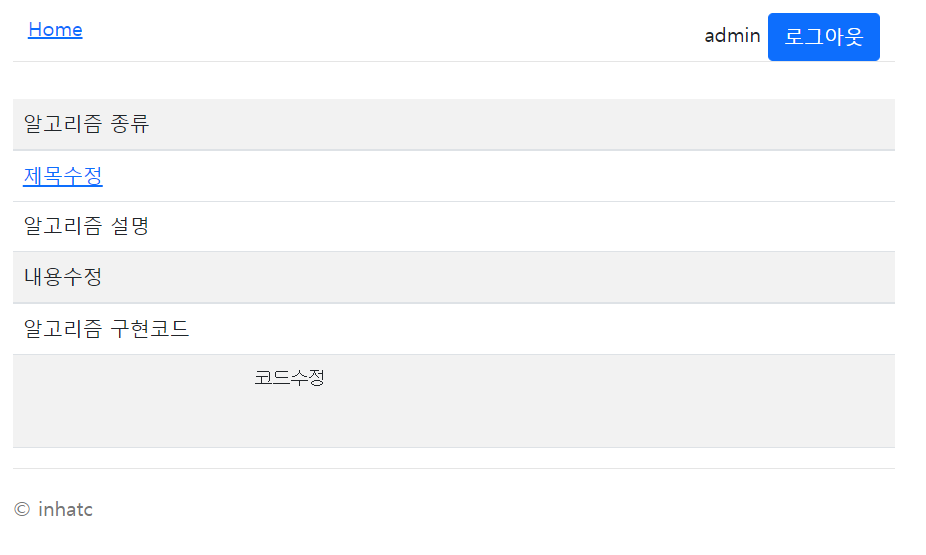 Home
admin 로그아웃
알고리즘 종류
제목수정
알고리즘 설명
내용수정
알고리즘 구현코드
코드수정
© inhatc